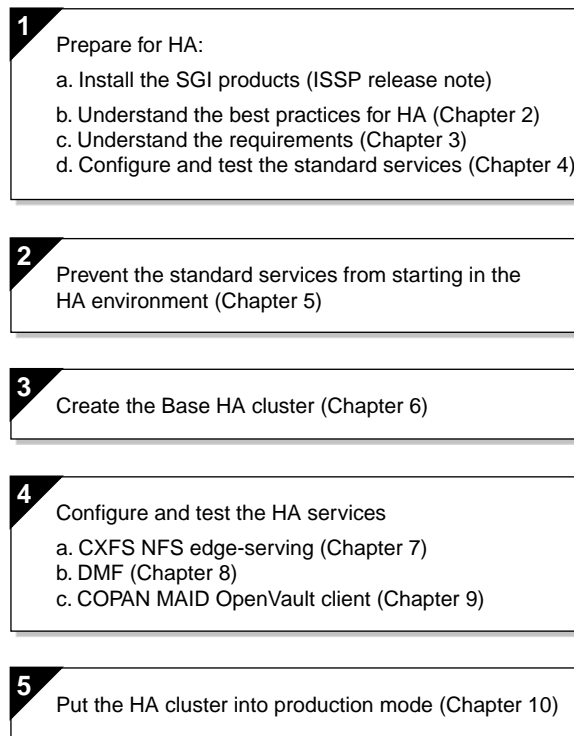 1
Prepare for HA:
a. Install the SGI products (ISSP release note)
b. Understand the best practices for HA (Chapter 2)
c. Understand the requirements (Chapter 3)
d. Configure and test the standard services (Chapter 4)
2
Prevent the standard services from starting in the
HA environment (Chapter 5)
3
Create the Base HA cluster (Chapter 6)
4
Configure and test the HA services
a. CXFS NFS edge-serving (Chapter 7)
b. DMF (Chapter 8)
c. COPAN MAID OpenVault client (Chapter 9)
5
Put the HA cluster into production mode (Chapter 10)